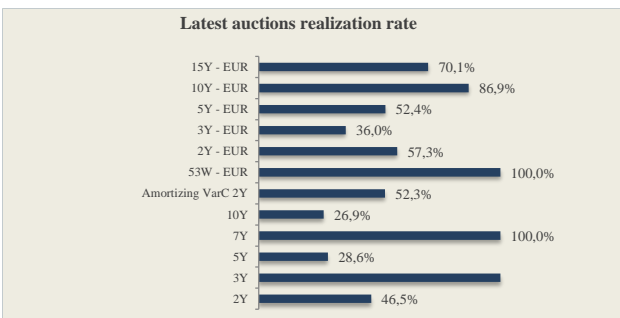 Latest auctions realization rate
15Y - EUR 70,1%
10Y - EUR 86,9%
5Y - EUR 52,4%
3Y - EUR 36,0%
2Y - EUR 57,3%
53W - EUR 100,0%
Amortizing VarC 2Y 52,3%
10Y 26,9%
7Y 100,0%
5Y 28,6%
3Y
2Y 46,5%